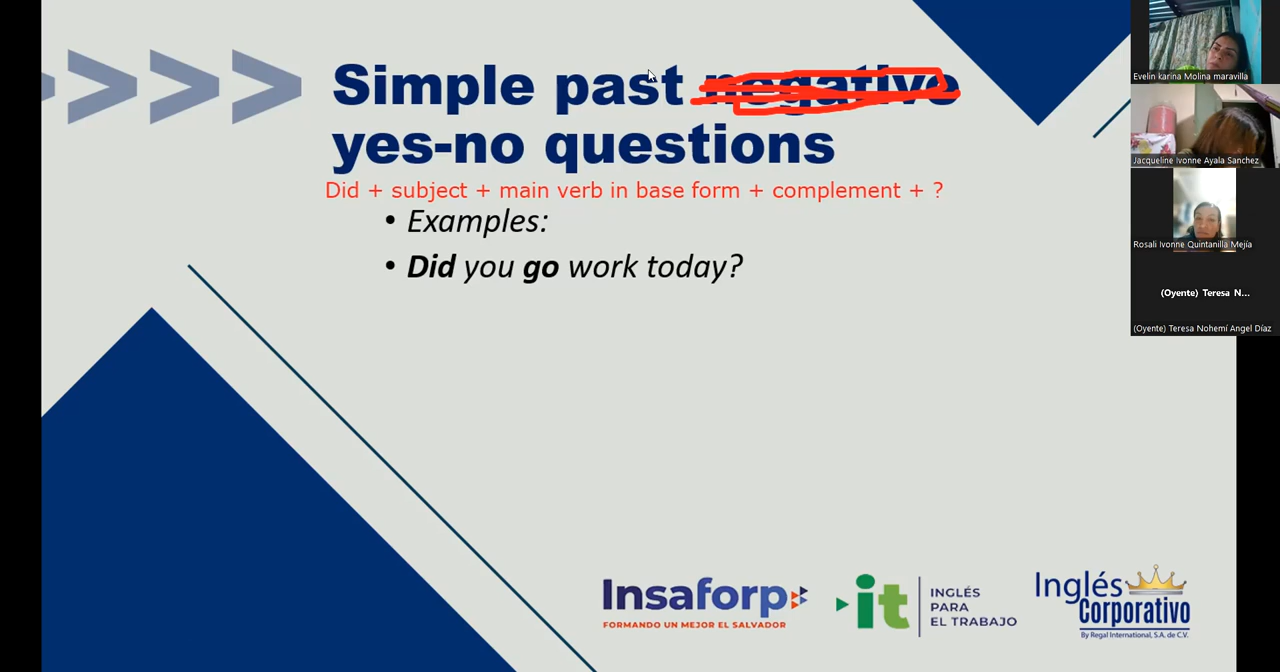 Simple past negative
yes-no questions
Did + subject + main verb in base form + complement + ?
• Examples:
• Did you go work today?
Insaforp
FORMANDO UN MEJOR EL SALVADOR
it
INGLÉS
PARA
EL TRABAJO
Inglés
Corporativo
By Regal International, S.A. de C.V.
Evelin karina Molina maravilla
Jacqueline Ivonne Ayala Sanchez
Rosali Ivonne Quintanilla Mejía
(Oyente) Teresa N...
(Oyente) Teresa Nohemí Angel Díaz